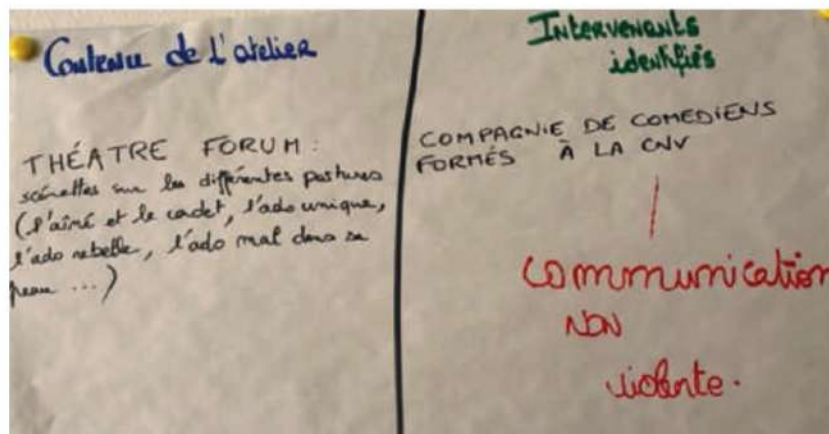 Contenu de l'atelier
THÉATRE FORUM :
scénettes sur les différentes postures
(l'aîné et le cadet, l'ado unique,
l'ado rebelle, l'ado mal dans sa
peau ...)
INTERVENANTS
identifiés
COMPAGNIE DE COMEDIENS
FORMÉS À LA CNV
communication
NON
violente.